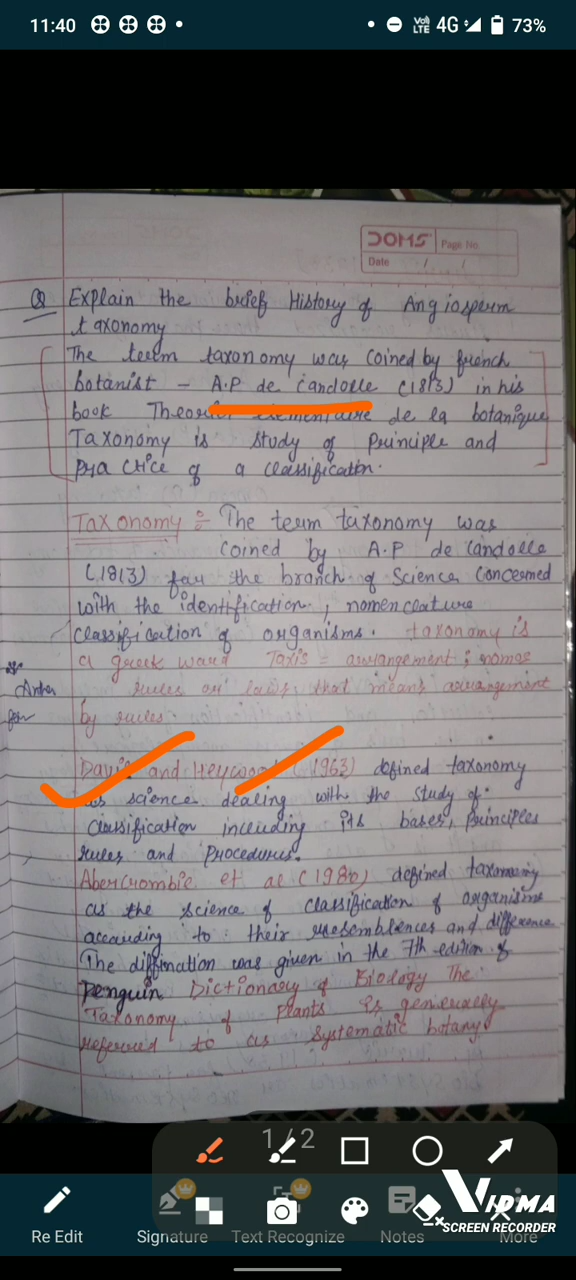 11:40
Vo)) LTE 4G 73%
DOMS Page No.
Date / /
Q Explain the brief History of Angiosperm
taxonomy
The term taxonomy was coined by french
botanist - A.P de Candolle (1813) in his
book de la botanique
Taxonomy is study of Principle and
practice of a classification.
Taxonomy :- The term taxonomy was
coined by A.P de Candolle
(1813) for the branch of Science Concerned
with the identification, nomenclature
classification of organisms. taxonomy is
a greek word Taxis = arrangement ; nomos
rules or laws that means arrangement
by rules.
Davis and Heywood (1963) defined taxonomy
as science dealing with the study of
classification including its bases, Principles
rules and Procedures.
Abercrombie et al (1980) defined taxonomy
as the science of classification of organisms
according to their resemblences and difference
The diffination was given in the 7th edition of
Penguin Dictionary of Biology The
Taxonomy of Plants is generally
referred to as Systematic botany
1/2
Re Edit Signature Text Recognize Notes More
VIDMA
SCREEN RECORDER